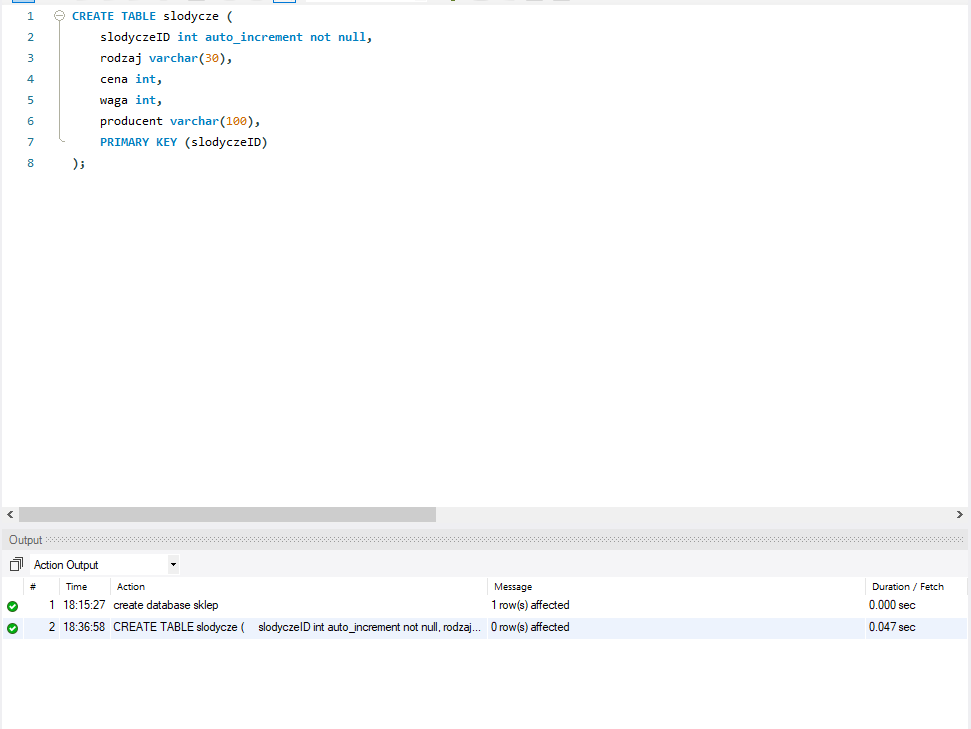 1 CREATE TABLE slodycze (
2 slodyczeID int auto_increment not null,
3 rodzaj varchar(30),
4 cena int,
5 waga int,
6 producent varchar(100),
7 PRIMARY KEY (slodyczeID)
8 );
Output
Action Output
# Time Action Message Duration / Fetch
1 18:15:27 create database sklep 1 row(s) affected 0.000 sec
2 18:36:58 CREATE TABLE slodycze ( slodyczeID int auto_increment not null, rodzaj... 0 row(s) affected 0.047 sec